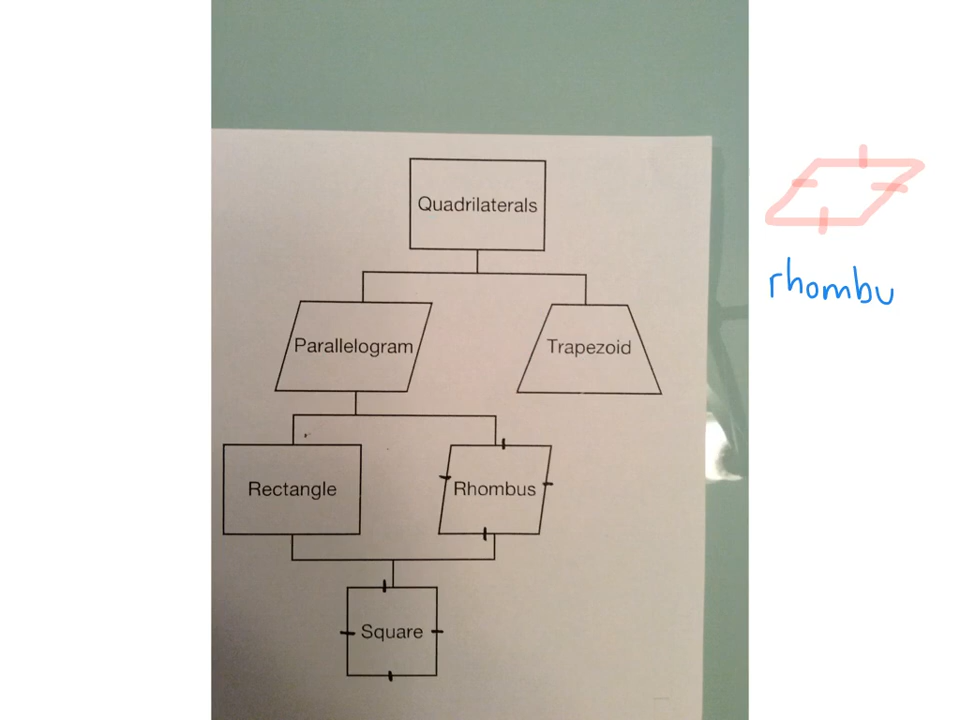 Quadrilaterals
Parallelogram
Trapezoid
Rectangle
Rhombus
Square
rhombu